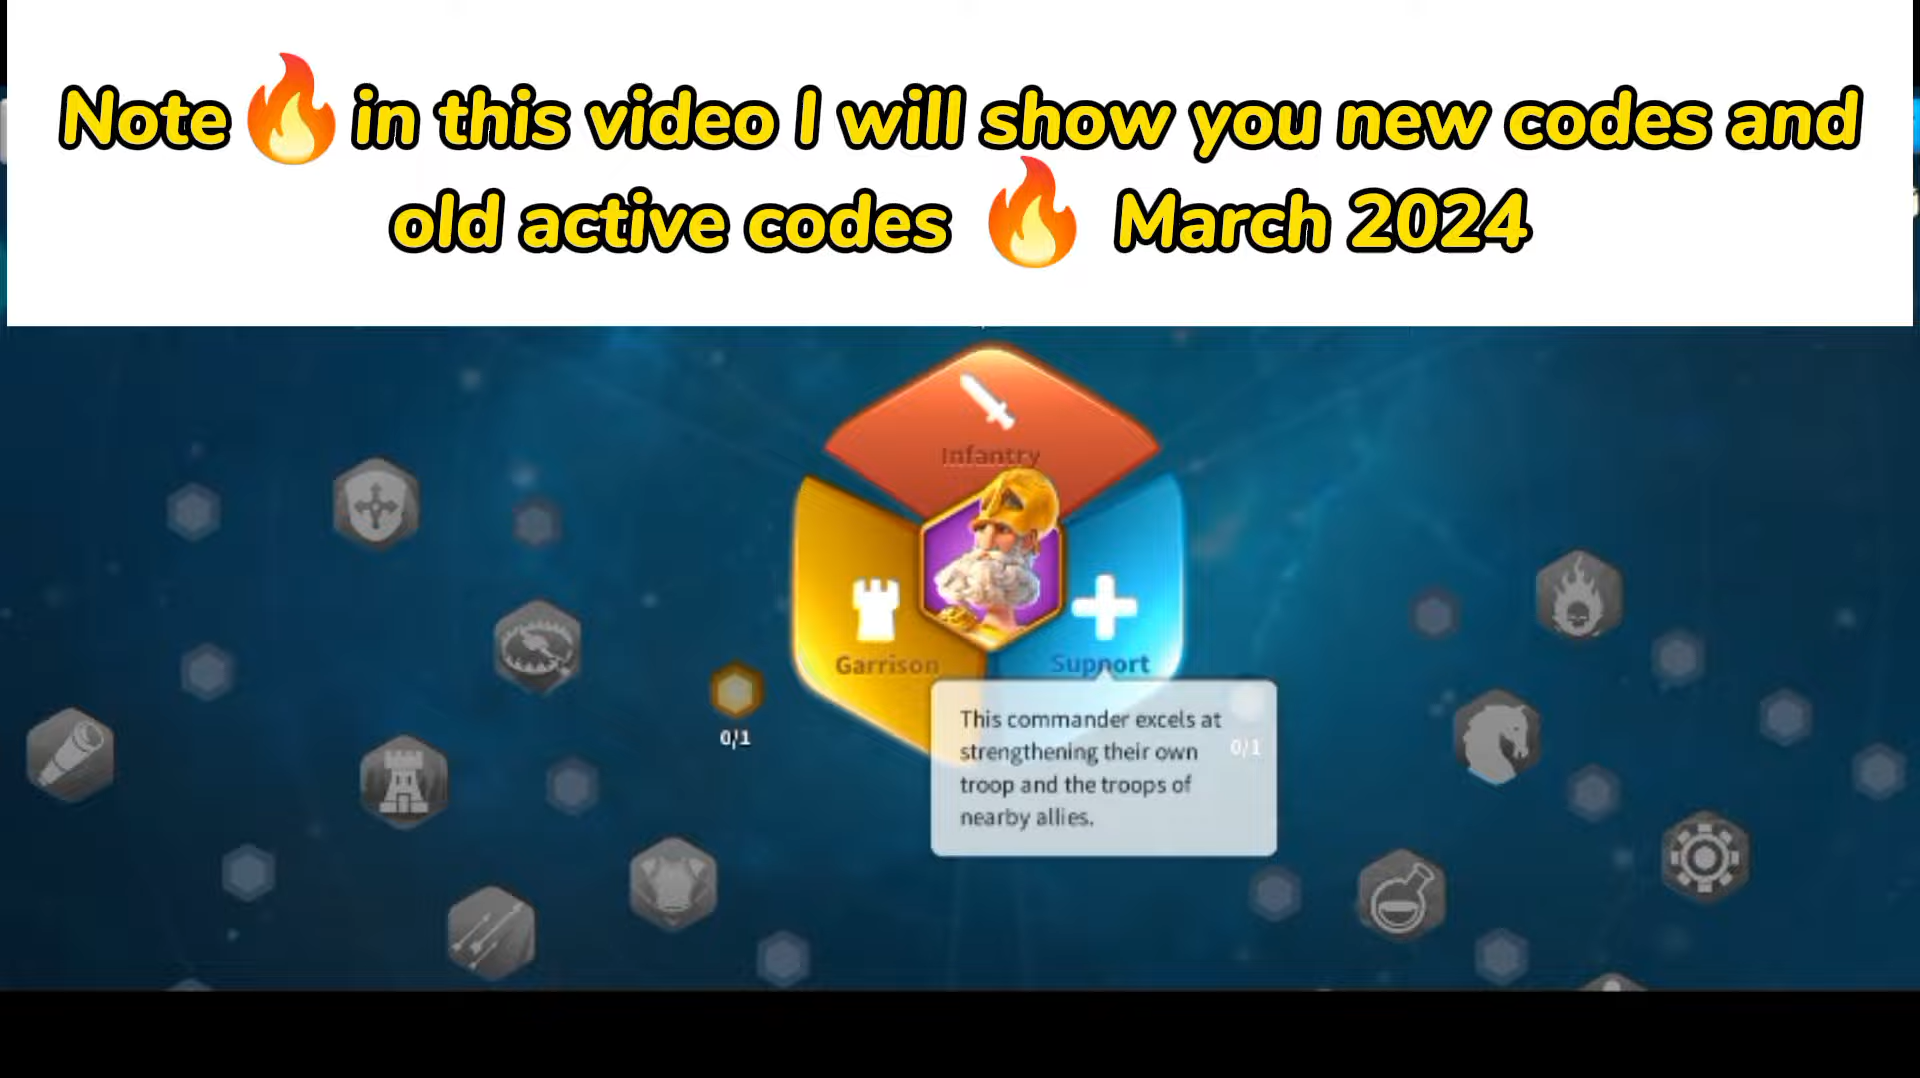 Note🔥in this video I will show you new codes and
old active codes 🔥 March 2024
Infantry
Garrison
Support
0/1
This commander excels at
strengthening their own
troop and the troops of
nearby allies.
0/1